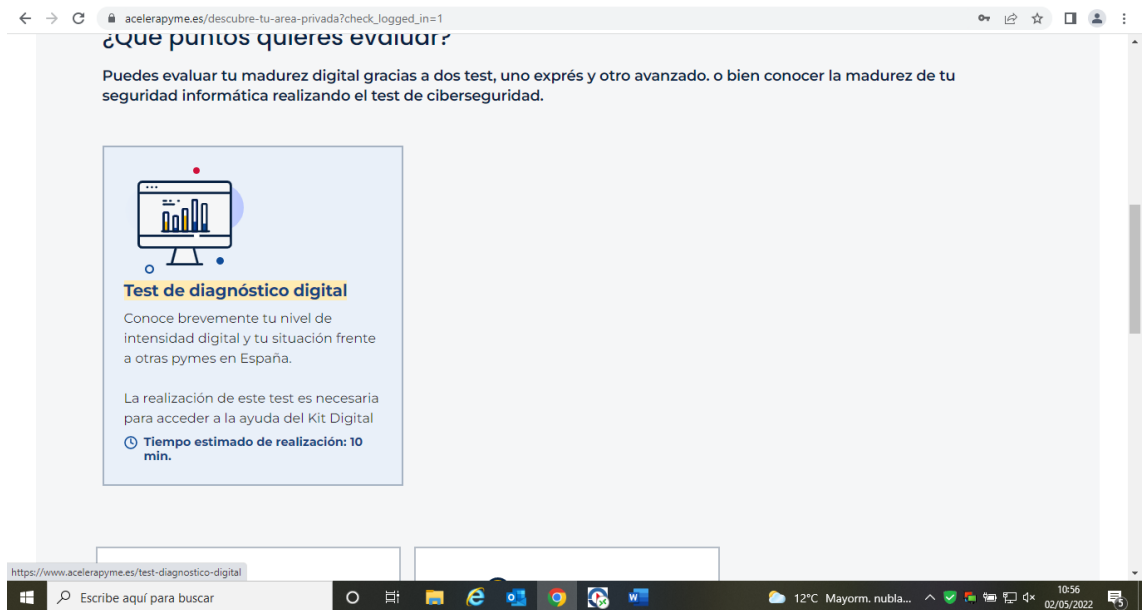 acelerapyme.es/descubre-tu-area-privada?check_logged_in=1
¿Qué puntos quieres evaluar?
Puedes evaluar tu madurez digital gracias a dos test, uno exprés y otro avanzado. o bien conocer la madurez de tu
seguridad informática realizando el test de ciberseguridad.
Test de diagnóstico digital
Conoce brevemente tu nivel de
intensidad digital y tu situación frente
a otras pymes en España.
La realización de este test es necesaria
para acceder a la ayuda del Kit Digital
Tiempo estimado de realización: 10
min.
https://www.acelerapyme.es/test-diagnostico-digital
Escribe aquí para buscar
12°C Mayorm. nubla...
10:56
02/05/2022
5